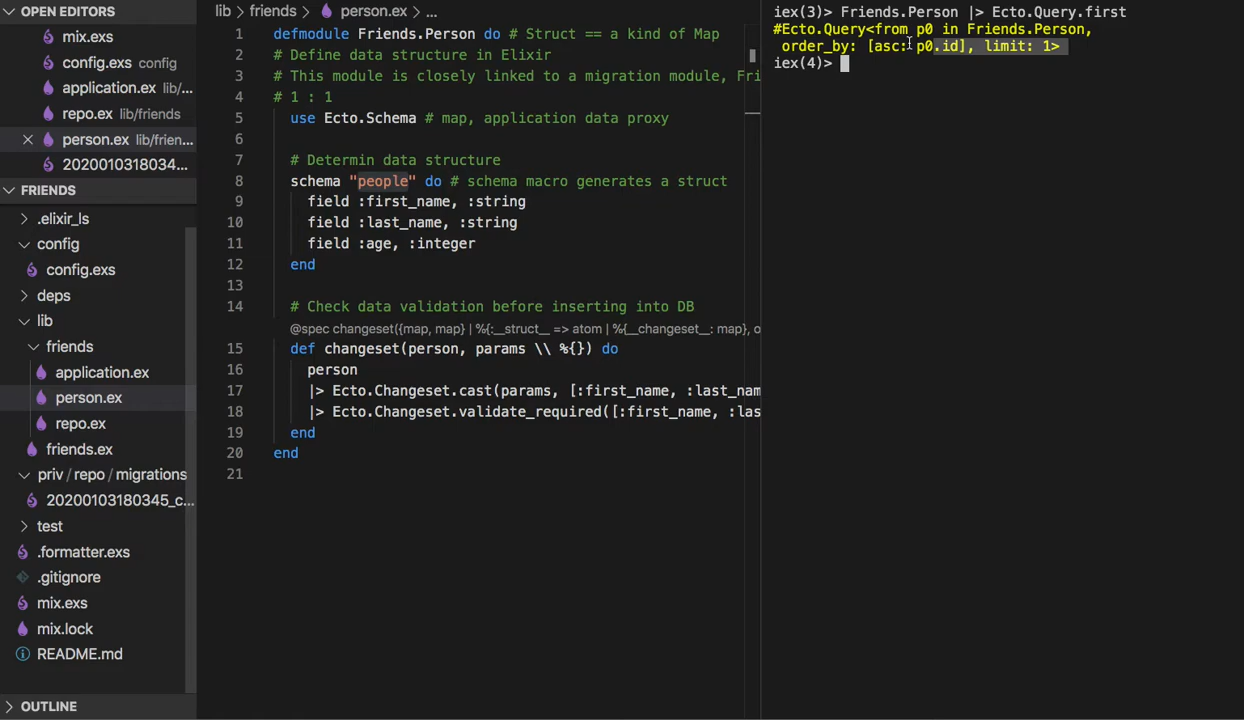 OPEN EDITORS
mix.exs
config.exs config
application.ex lib/...
repo.ex lib/friends
person.ex lib/frien...
2020010318034...
FRIENDS
.elixir_ls
config
config.exs
deps
lib
friends
application.ex
person.ex
repo.ex
friends.ex
priv / repo / migrations
20200103180345_c...
test
.formatter.exs
.gitignore
mix.exs
mix.lock
README.md
OUTLINE
lib > friends > person.ex > ...
1 defmodule Friends.Person do # Struct == a kind of Map
2 # Define data structure in Elixir
3 # This module is closely linked to a migration module, Fri
4 # 1 : 1
5 use Ecto.Schema # map, application data proxy
6
7 # Determin data structure
8 schema "people" do # schema macro generates a struct
9 field :first_name, :string
10 field :last_name, :string
11 field :age, :integer
12 end
13
14 # Check data validation before inserting into DB
@spec changeset({map, map} | %{:__struct__ => atom | %{__changeset__: map}, o
15 def changeset(person, params \\ %{}) do
16 person
17 |> Ecto.Changeset.cast(params, [:first_name, :last_nam
18 |> Ecto.Changeset.validate_required([:first_name, :las
19 end
20 end
21
iex(3)> Friends.Person |> Ecto.Query.first
#Ecto.Query<from p0 in Friends.Person,
order_by: [asc: p0.id], limit: 1>
iex(4)>